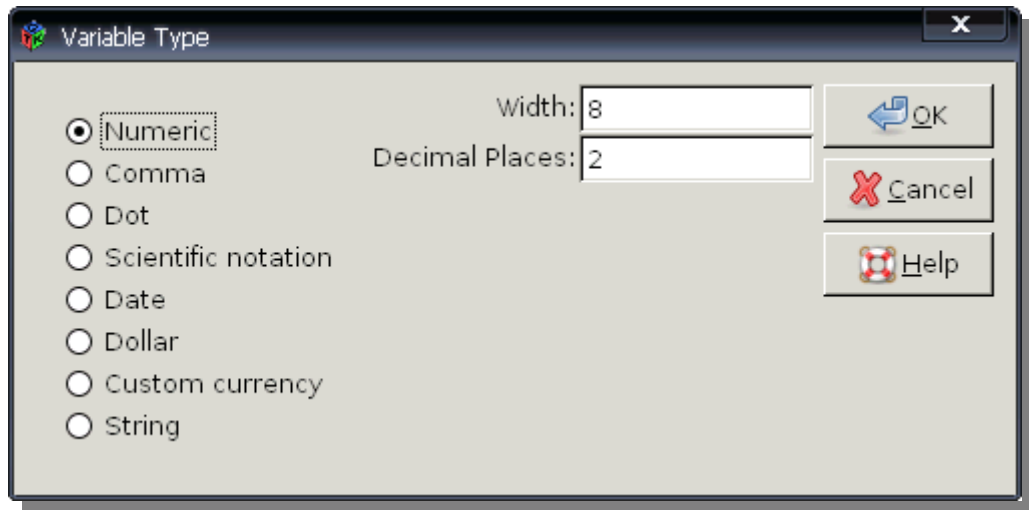 Variable Type
X
Numeric
Comma
Dot
Scientific notation
Date
Dollar
Custom currency
String
Width: 8
Decimal Places: 2
OK
Cancel
Help